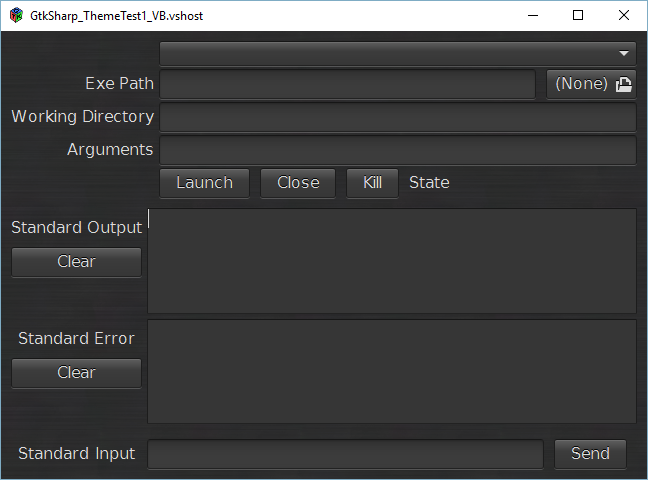 GtkSharp_ThemeTest1_VB.vshost
Exe Path
(None)
Working Directory
Arguments
Launch Close Kill State
Standard Output
Clear
Standard Error
Clear
Standard Input
Send